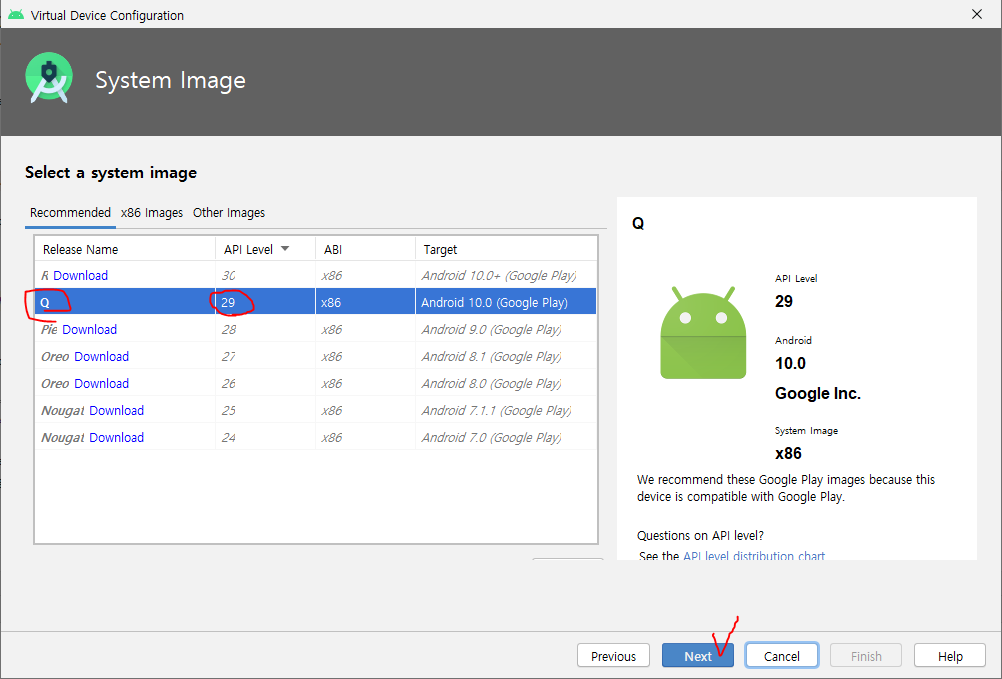 Virtual Device Configuration
System Image
Select a system image
Recommended x86 Images Other Images
Release Name API Level ABI Target
R Download 30 x86 Android 10.0+ (Google Play)
Q 29 x86 Android 10.0 (Google Play)
Pie Download 28 x86 Android 9.0 (Google Play)
Oreo Download 27 x86 Android 8.1 (Google Play)
Oreo Download 26 x86 Android 8.0 (Google Play)
Nougat Download 25 x86 Android 7.1.1 (Google Play)
Nougat Download 24 x86 Android 7.0 (Google Play)
Q
API Level
29
Android
10.0
Google Inc.
System Image
x86
We recommend these Google Play images because this
device is compatible with Google Play.
Questions on API level?
See the API level distribution chart
Previous Next Cancel Finish Help